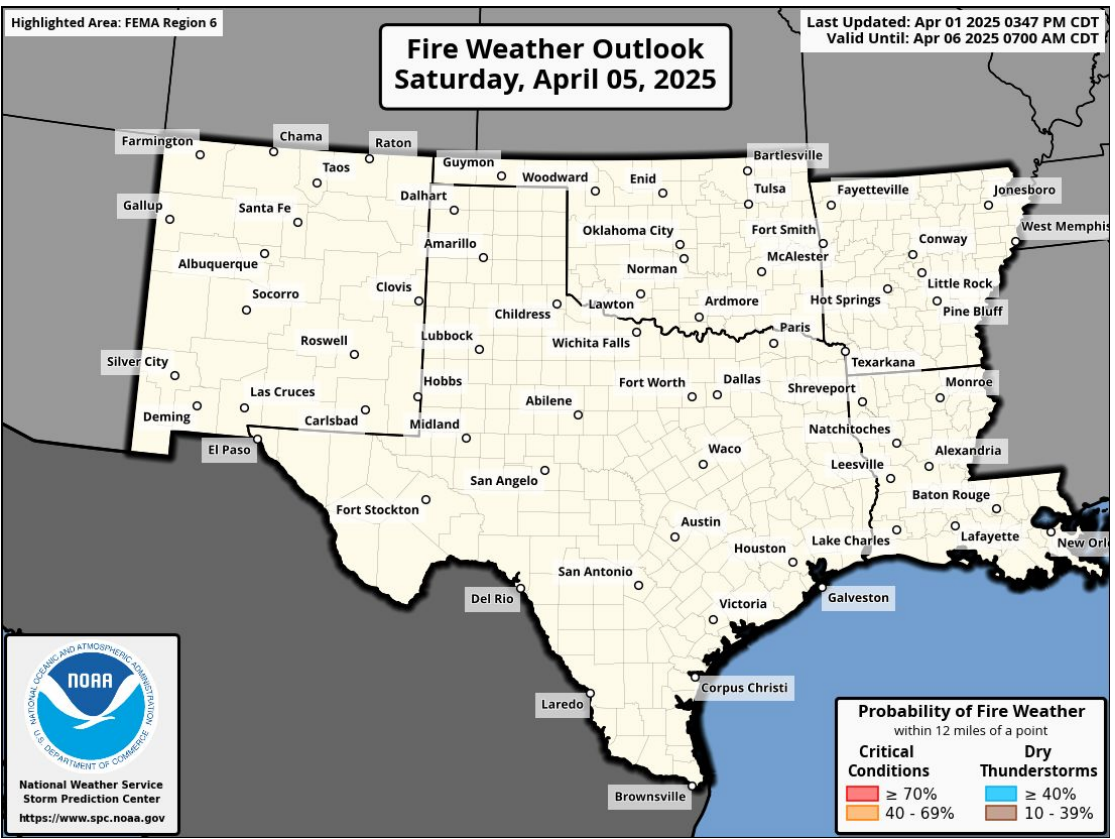 Highlighted Area: FEMA Region 6
Last Updated: Apr 01 2025 0347 PM CDT
Valid Until: Apr 06 2025 0700 AM CDT
Fire Weather Outlook
Saturday, April 05, 2025
Farmington
Chama
Raton
Guymon
Bartlesville
Taos
Woodward
Enid
Tulsa
Fayetteville
Jonesboro
Gallup
Santa Fe
Dalhart
Oklahoma City
Fort Smith
West Memphis
Albuquerque
Amarillo
Norman
McAlester
Conway
Socorro
Clovis
Childress
Lawton
Ardmore
Hot Springs
Little Rock
Pine Bluff
Roswell
Lubbock
Wichita Falls
Paris
Texarkana
Silver City
Las Cruces
Hobbs
Abilene
Fort Worth
Dallas
Shreveport
Monroe
Deming
Carlsbad
Midland
Natchitoches
El Paso
San Angelo
Waco
Leesville
Alexandria
Fort Stockton
Baton Rouge
Austin
Houston
Lake Charles
Lafayette
New Orl
San Antonio
Del Rio
Victoria
Galveston
Laredo
Corpus Christi
Brownsville
NATIONAL OCEANIC AND ATMOSPHERIC ADMINISTRATION
NOAA
U.S. DEPARTMENT OF COMMERCE
National Weather Service
Storm Prediction Center
https://www.spc.noaa.gov
Probability of Fire Weather
within 12 miles of a point
Critical Conditions
≥ 70%
40 - 69%
Dry Thunderstorms
≥ 40%
10 - 39%